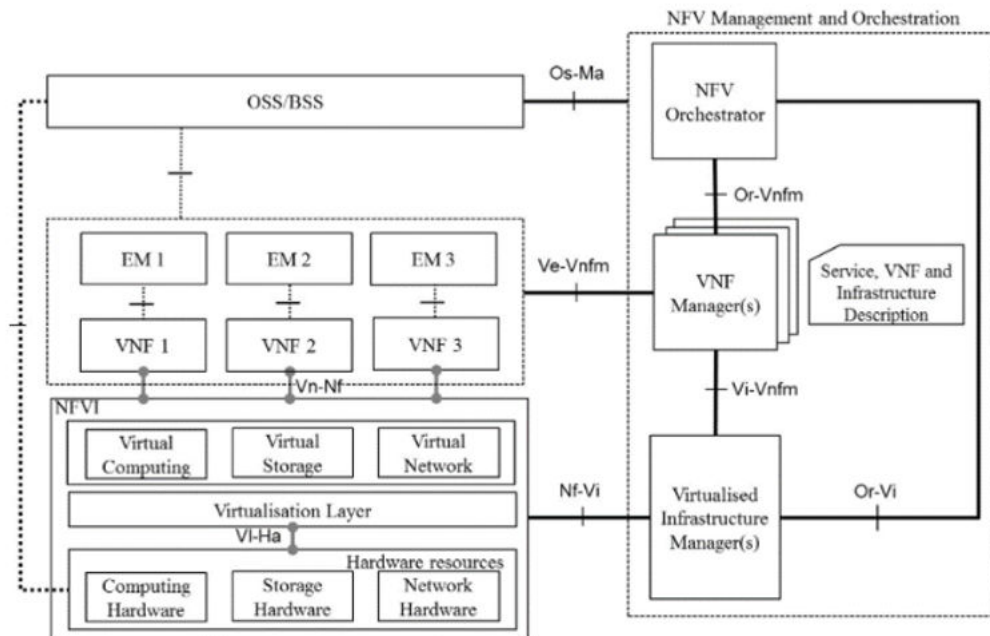 NFV Management and Orchestration
OSS/BSS
Os-Ma
NFV
Orchestrator
Or-Vnfm
EM 1
EM 2
EM 3
Ve-Vnfm
VNF
Manager(s)
Service, VNF and
Infrastructure
Description
VNF 1
VNF 2
VNF 3
Vn-Nf
Vi-Vnfm
NFVI
Virtual
Computing
Virtual
Storage
Virtual
Network
Nf-Vi
Virtualised
Infrastructure
Manager(s)
Or-Vi
Virtualisation Layer
VI-Ha
Hardware resources
Computing
Hardware
Storage
Hardware
Network
Hardware